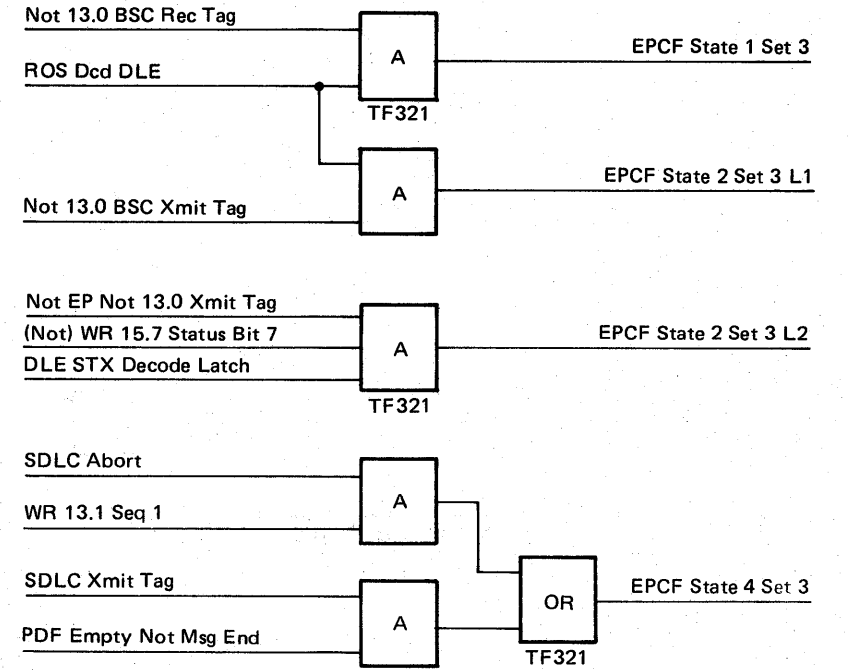 Not 13.0 BSC Rec Tag
A
EPCF State 1 Set 3
ROS Dcd DLE
TF321
A
EPCF State 2 Set 3 L1
Not 13.0 BSC Xmit Tag
Not EP Not 13.0 Xmit Tag
(Not) WR 15.7 Status Bit 7
A
EPCF State 2 Set 3 L2
DLE STX Decode Latch
TF321
SDLC Abort
A
WR 13.1 Seq 1
SDLC Xmit Tag
A
OR
EPCF State 4 Set 3
PDF Empty Not Msg End
TF321